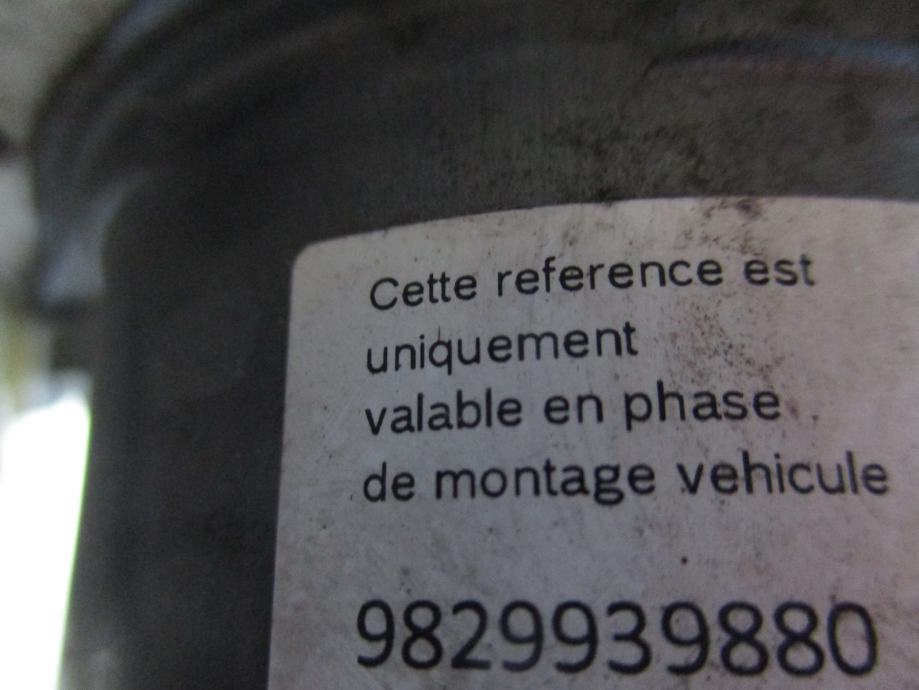 Cette reference est
uniquement
valable en phase
de montage vehicule
9829939880